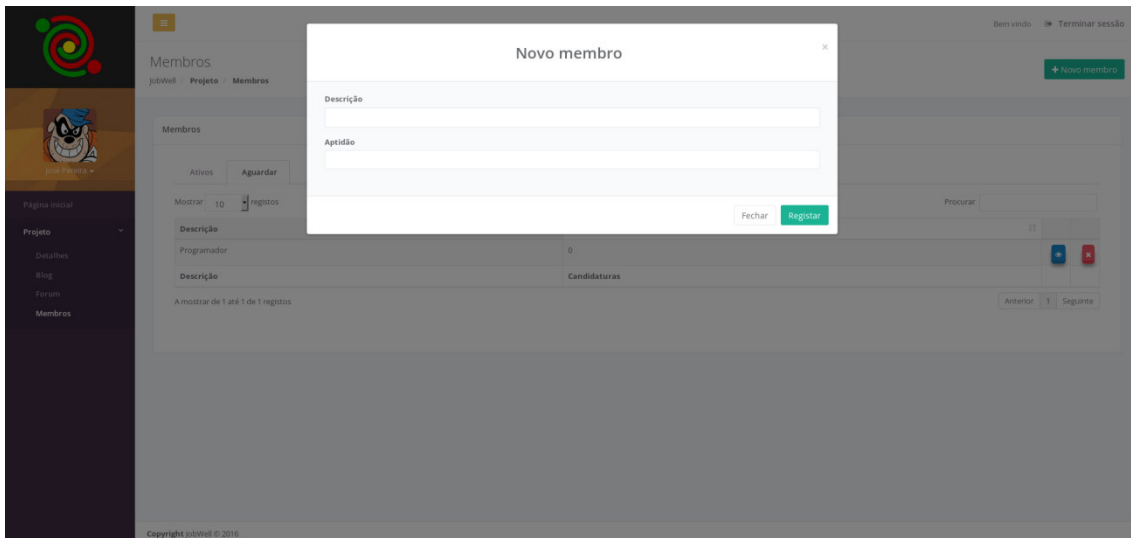 Bem vindo Terminar sessão
Novo membro ×
Membros
JobWell / Projeto / Membros
+ Novo membro
Descrição
Aptidão
Fechar Registar
Membros
Ativos Aguardar
Mostrar 10 registos Procurar
Descrição
Programador 0
Descrição Candidaturas
A mostrar de 1 até 1 de 1 registos
Anterior 1 Seguinte
Página inicial
Projeto
Detalhes
Blog
Forum
Membros
Copyright JobWell © 2016